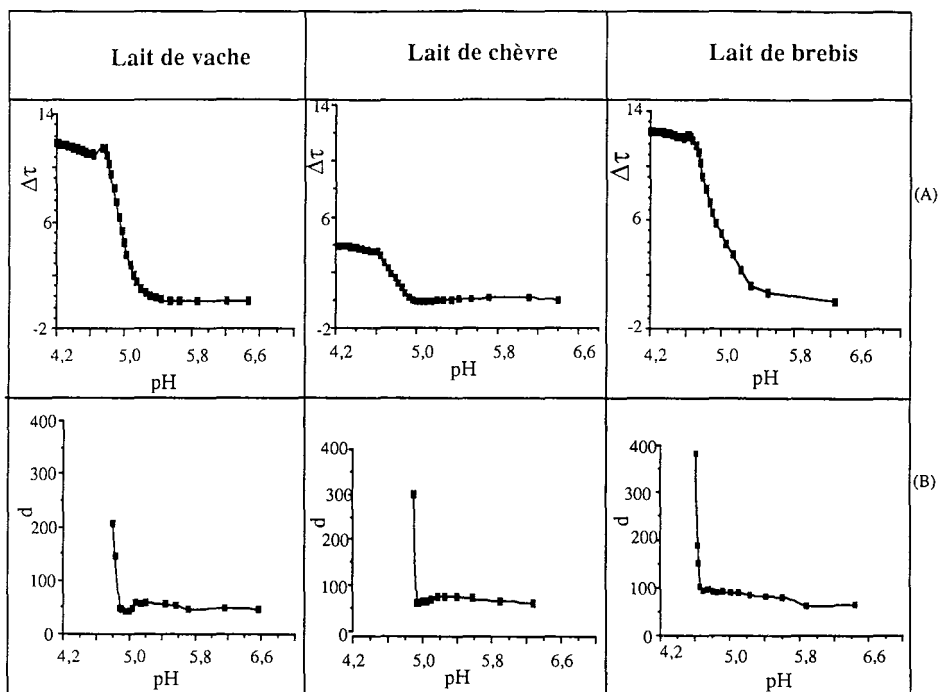 Lait de vache
Lait de chèvre
Lait de brebis
14
6
-2
Δτ
4,2 5,0 5,8 6,6
pH
14
6
-2
Δτ
4,2 5,0 5,8 6,6
pH
14
6
-2
Δτ
4,2 5,0 5,8 6,6
pH
(A)
400
300
200
100
0
d
4,2 5,0 5,8 6,6
pH
400
300
200
100
0
d
4,2 5,0 5,8 6,6
pH
400
300
200
100
0
d
4,2 5,0 5,8 6,6
pH
(B)